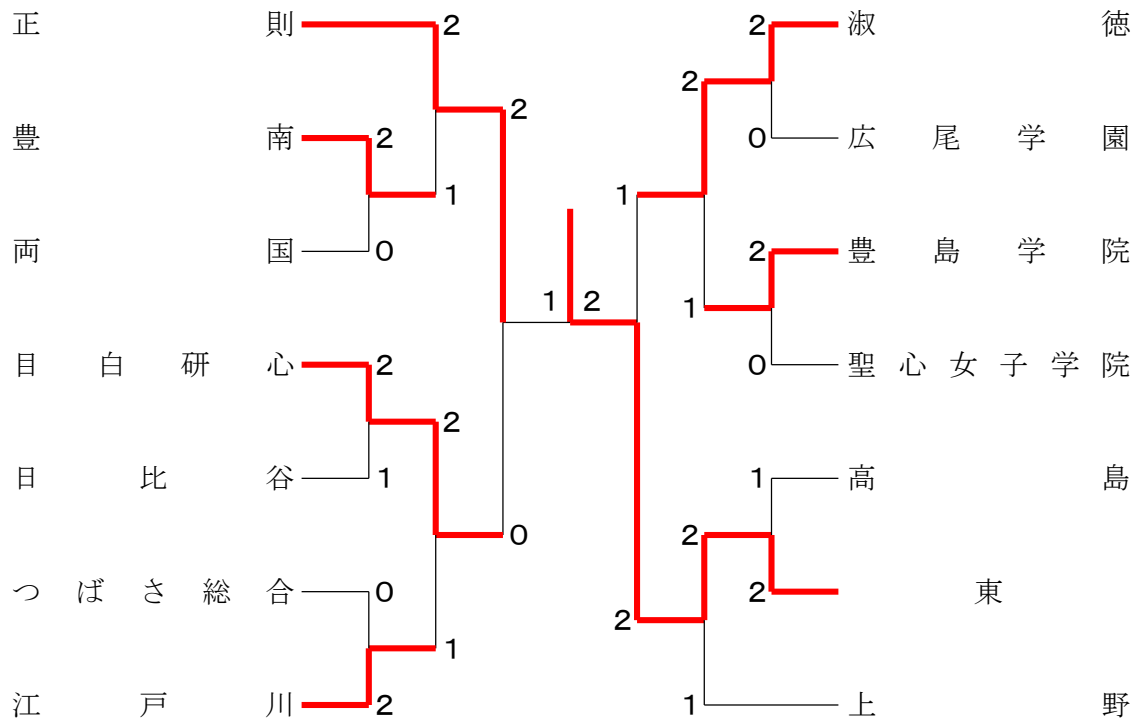 正則 2 2 淑徳
2 2
豊南 2 0 広尾学園
1 1
両国 0 2 豊島学院
1 2 1
目白研心 2 0 聖心女子学院
2
日比谷 1 1 高島
0 2
つばさ総合 0 2 東
1 2
江戸川 2 1 上野